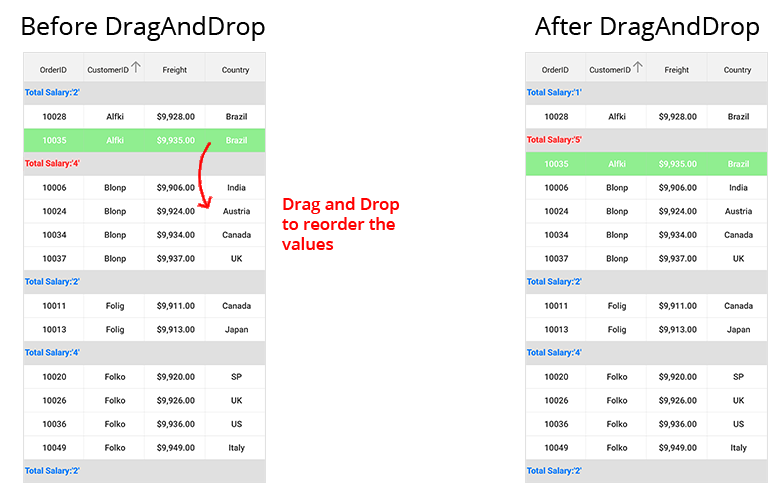 Before DragAndDrop
OrderID CustomerID Freight Country
Total Salary:'2'
10028 Alfki $9,928.00 Brazil
10035 Alfki $9,935.00 Brazil
Total Salary:'4'
10006 Blonp $9,906.00 India
10024 Blonp $9,924.00 Austria
10034 Blonp $9,934.00 Canada
10037 Blonp $9,937.00 UK
Total Salary:'2'
10011 Folig $9,911.00 Canada
10013 Folig $9,913.00 Japan
Total Salary:'4'
10020 Folko $9,920.00 SP
10026 Folko $9,926.00 UK
10036 Folko $9,936.00 US
10049 Folko $9,949.00 Italy
Total Salary:'2'
Drag and Drop
to reorder the
values
After DragAndDrop
OrderID CustomerID Freight Country
Total Salary:'1'
10028 Alfki $9,928.00 Brazil
Total Salary:'5'
10035 Alfki $9,935.00 Brazil
10006 Blonp $9,906.00 India
10024 Blonp $9,924.00 Austria
10034 Blonp $9,934.00 Canada
10037 Blonp $9,937.00 UK
Total Salary:'2'
10011 Folig $9,911.00 Canada
10013 Folig $9,913.00 Japan
Total Salary:'4'
10020 Folko $9,920.00 SP
10026 Folko $9,926.00 UK
10036 Folko $9,936.00 US
10049 Folko $9,949.00 Italy
Total Salary:'2'